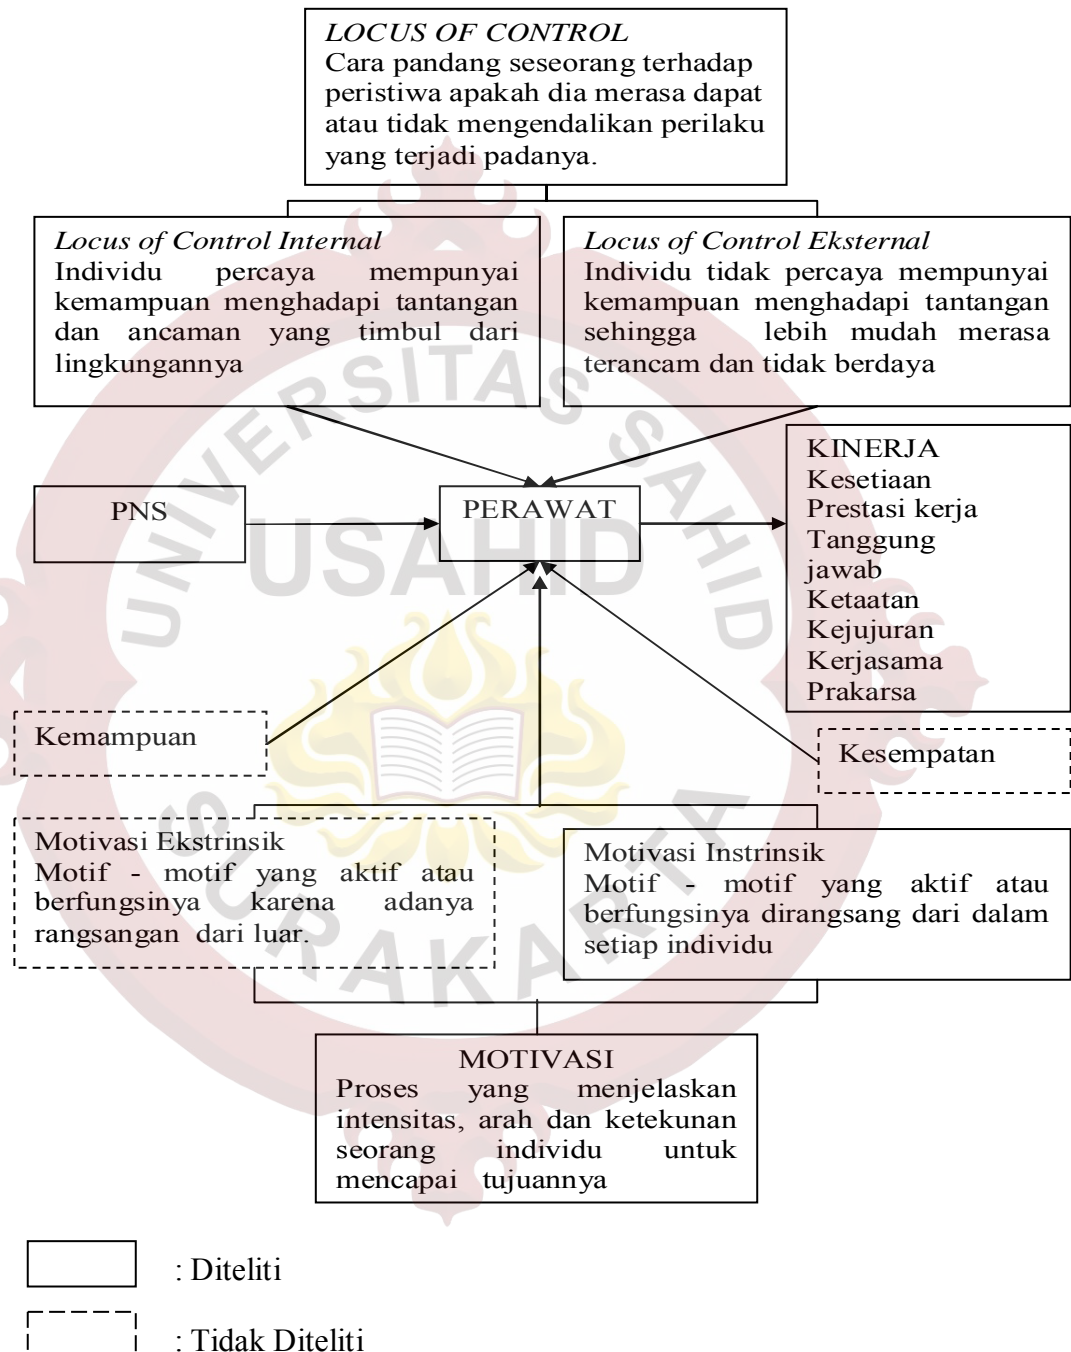 LOCUS OF CONTROL
Cara pandang seseorang terhadap
peristiwa apakah dia merasa dapat
atau tidak mengendalikan perilaku
yang terjadi padanya.
Locus of Control Internal
Individu percaya mempunyai
kemampuan menghadapi tantangan
dan ancaman yang timbul dari
lingkungannya
Locus of Control Eksternal
Individu tidak percaya mempunyai
kemampuan menghadapi tantangan
sehingga lebih mudah merasa
terancam dan tidak berdaya
PNS
PERAWAT
KINERJA
Kesetiaan
Prestasi kerja
Tanggung
jawab
Ketaatan
Kejujuran
Kerjasama
Prakarsa
Kemampuan
Kesempatan
Motivasi Ekstrinsik
Motif - motif yang aktif atau
berfungsinya karena adanya
rangsangan dari luar.
Motivasi Instrinsik
Motif - motif yang aktif atau
berfungsinya dirangsang dari dalam
setiap individu
MOTIVASI
Proses yang menjelaskan
intensitas, arah dan ketekunan
seorang individu untuk
mencapai tujuannya
: Diteliti
: Tidak Diteliti
UNIVERSITAS SAHID
USAHID
SURAKARTA